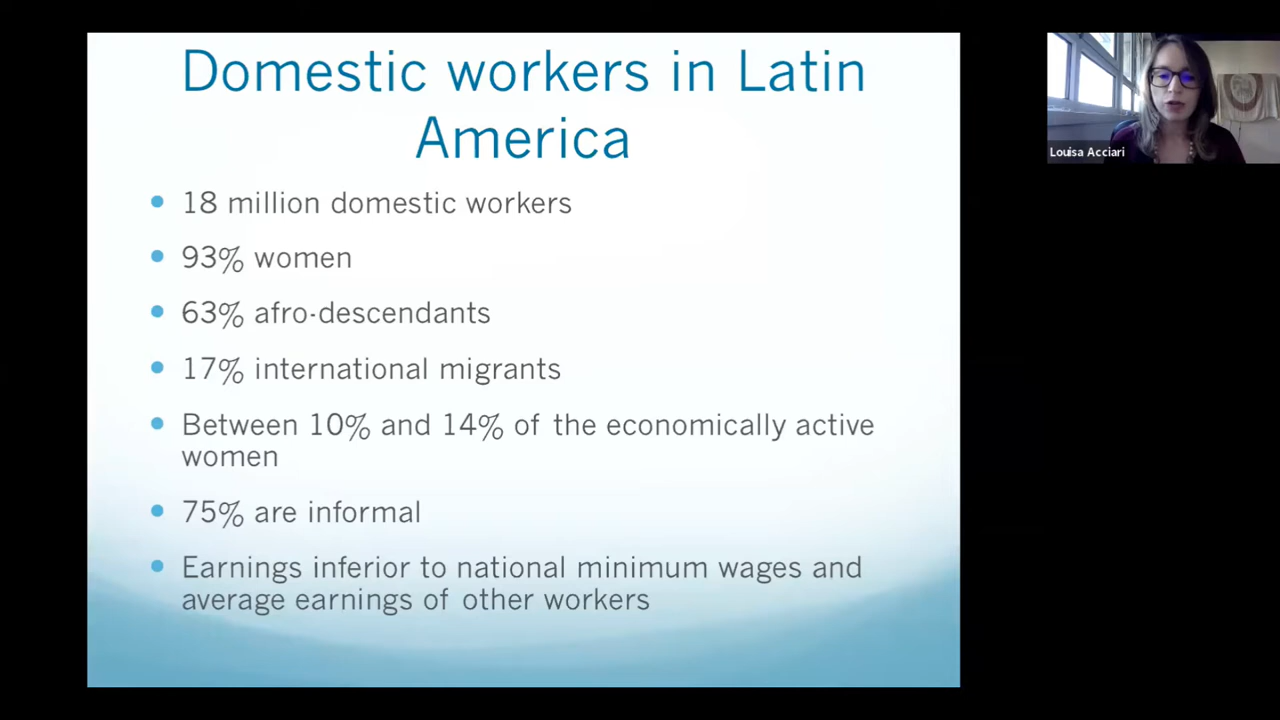 Domestic workers in Latin
America
• 18 million domestic workers
• 93% women
• 63% afro-descendants
• 17% international migrants
• Between 10% and 14% of the economically active
women
• 75% are informal
• Earnings inferior to national minimum wages and
average earnings of other workers
Louisa Acciari